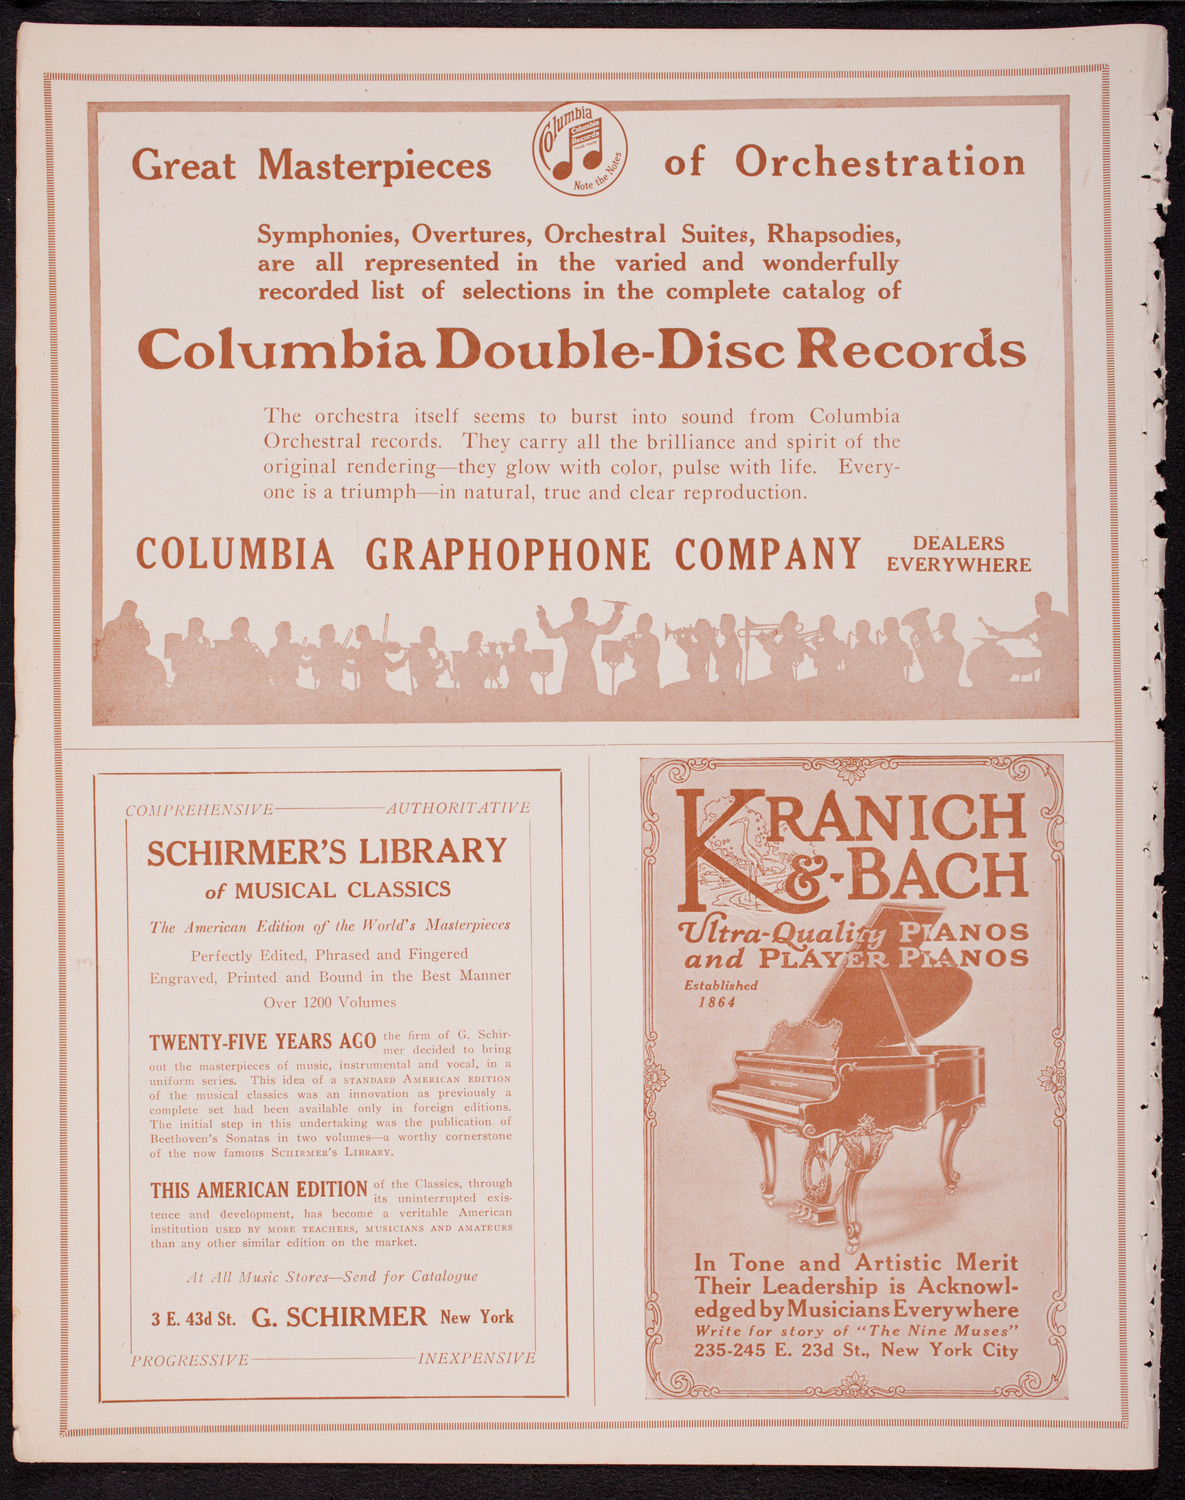 Great Masterpieces of Orchestration
Columbia
Columbia
Records
Note the Notes
Symphonies, Overtures, Orchestral Suites, Rhapsodies,
are all represented in the varied and wonderfully
recorded list of selections in the complete catalog of
Columbia Double-Disc Records
The orchestra itself seems to burst into sound from Columbia
Orchestral records. They carry all the brilliance and spirit of the
original rendering—they glow with color, pulse with life. Every-
one is a triumph—in natural, true and clear reproduction.
COLUMBIA GRAPHOPHONE COMPANY
DEALERS
EVERYWHERE
COMPREHENSIVE AUTHORITATIVE
SCHIRMER'S LIBRARY
of MUSICAL CLASSICS
The American Edition of the World's Masterpieces
Perfectly Edited, Phrased and Fingered
Engraved, Printed and Bound in the Best Manner
Over 1200 Volumes
TWENTY-FIVE YEARS AGO the firm of G. Schir-
mer decided to bring
out the masterpieces of music, instrumental and vocal, in a
uniform series. This idea of a STANDARD AMERICAN EDITION
of the musical classics was an innovation as previously a
complete set had been available only in foreign editions.
The initial step in this undertaking was the publication of
Beethoven's Sonatas in two volumes—a worthy cornerstone
of the now famous SCHIRMER'S LIBRARY.
THIS AMERICAN EDITION of the Classics, through
its uninterrupted exis-
tence and development, has become a veritable American
institution USED BY MORE TEACHERS, MUSICIANS AND AMATEURS
than any other similar edition on the market.
At All Music Stores—Send for Catalogue
3 E. 43d St. G. SCHIRMER New York
PROGRESSIVE INEXPENSIVE
KRANICH
&-BACH
Ultra-Quality PIANOS
and PLAYER PIANOS
Established
1864
In Tone and Artistic Merit
Their Leadership is Acknowl-
edged by Musicians Everywhere
Write for story of "The Nine Muses"
235-245 E. 23d St., New York City